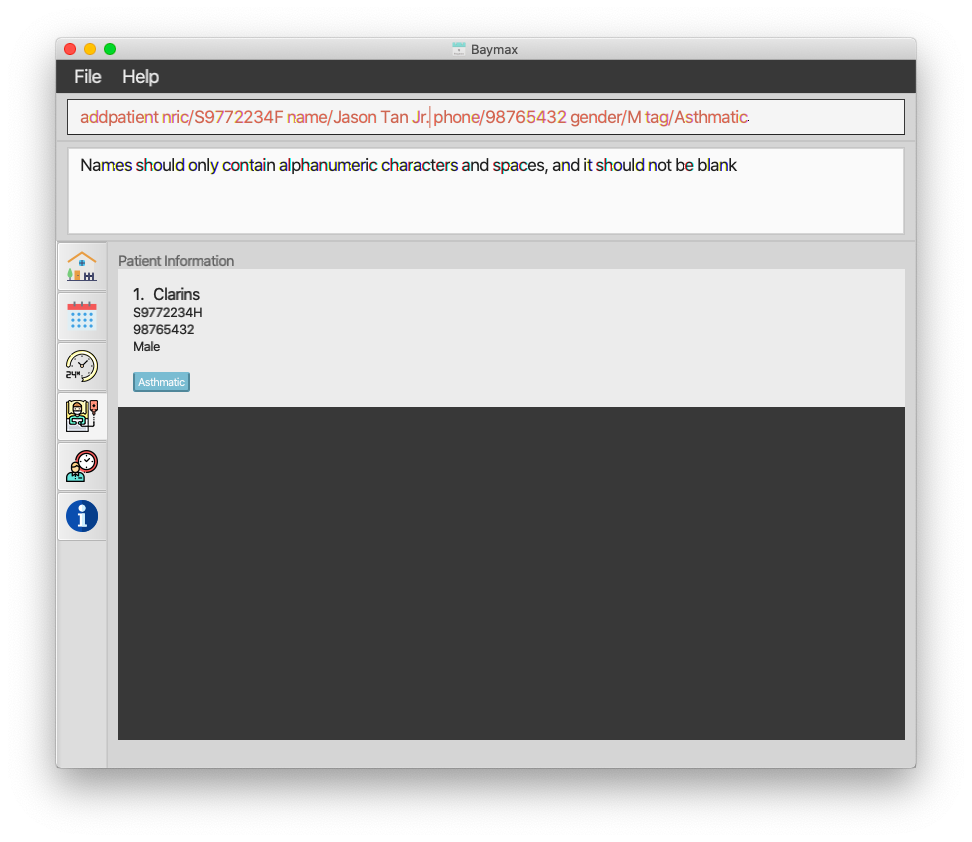 Baymax
File Help
addpatient nric/S9772234F name/Jason Tan Jr. phone/98765432 gender/M tag/Asthmatic
Names should only contain alphanumeric characters and spaces, and it should not be blank
Patient Information
1. Clarins
S9772234H
98765432
Male
Asthmatic
24H